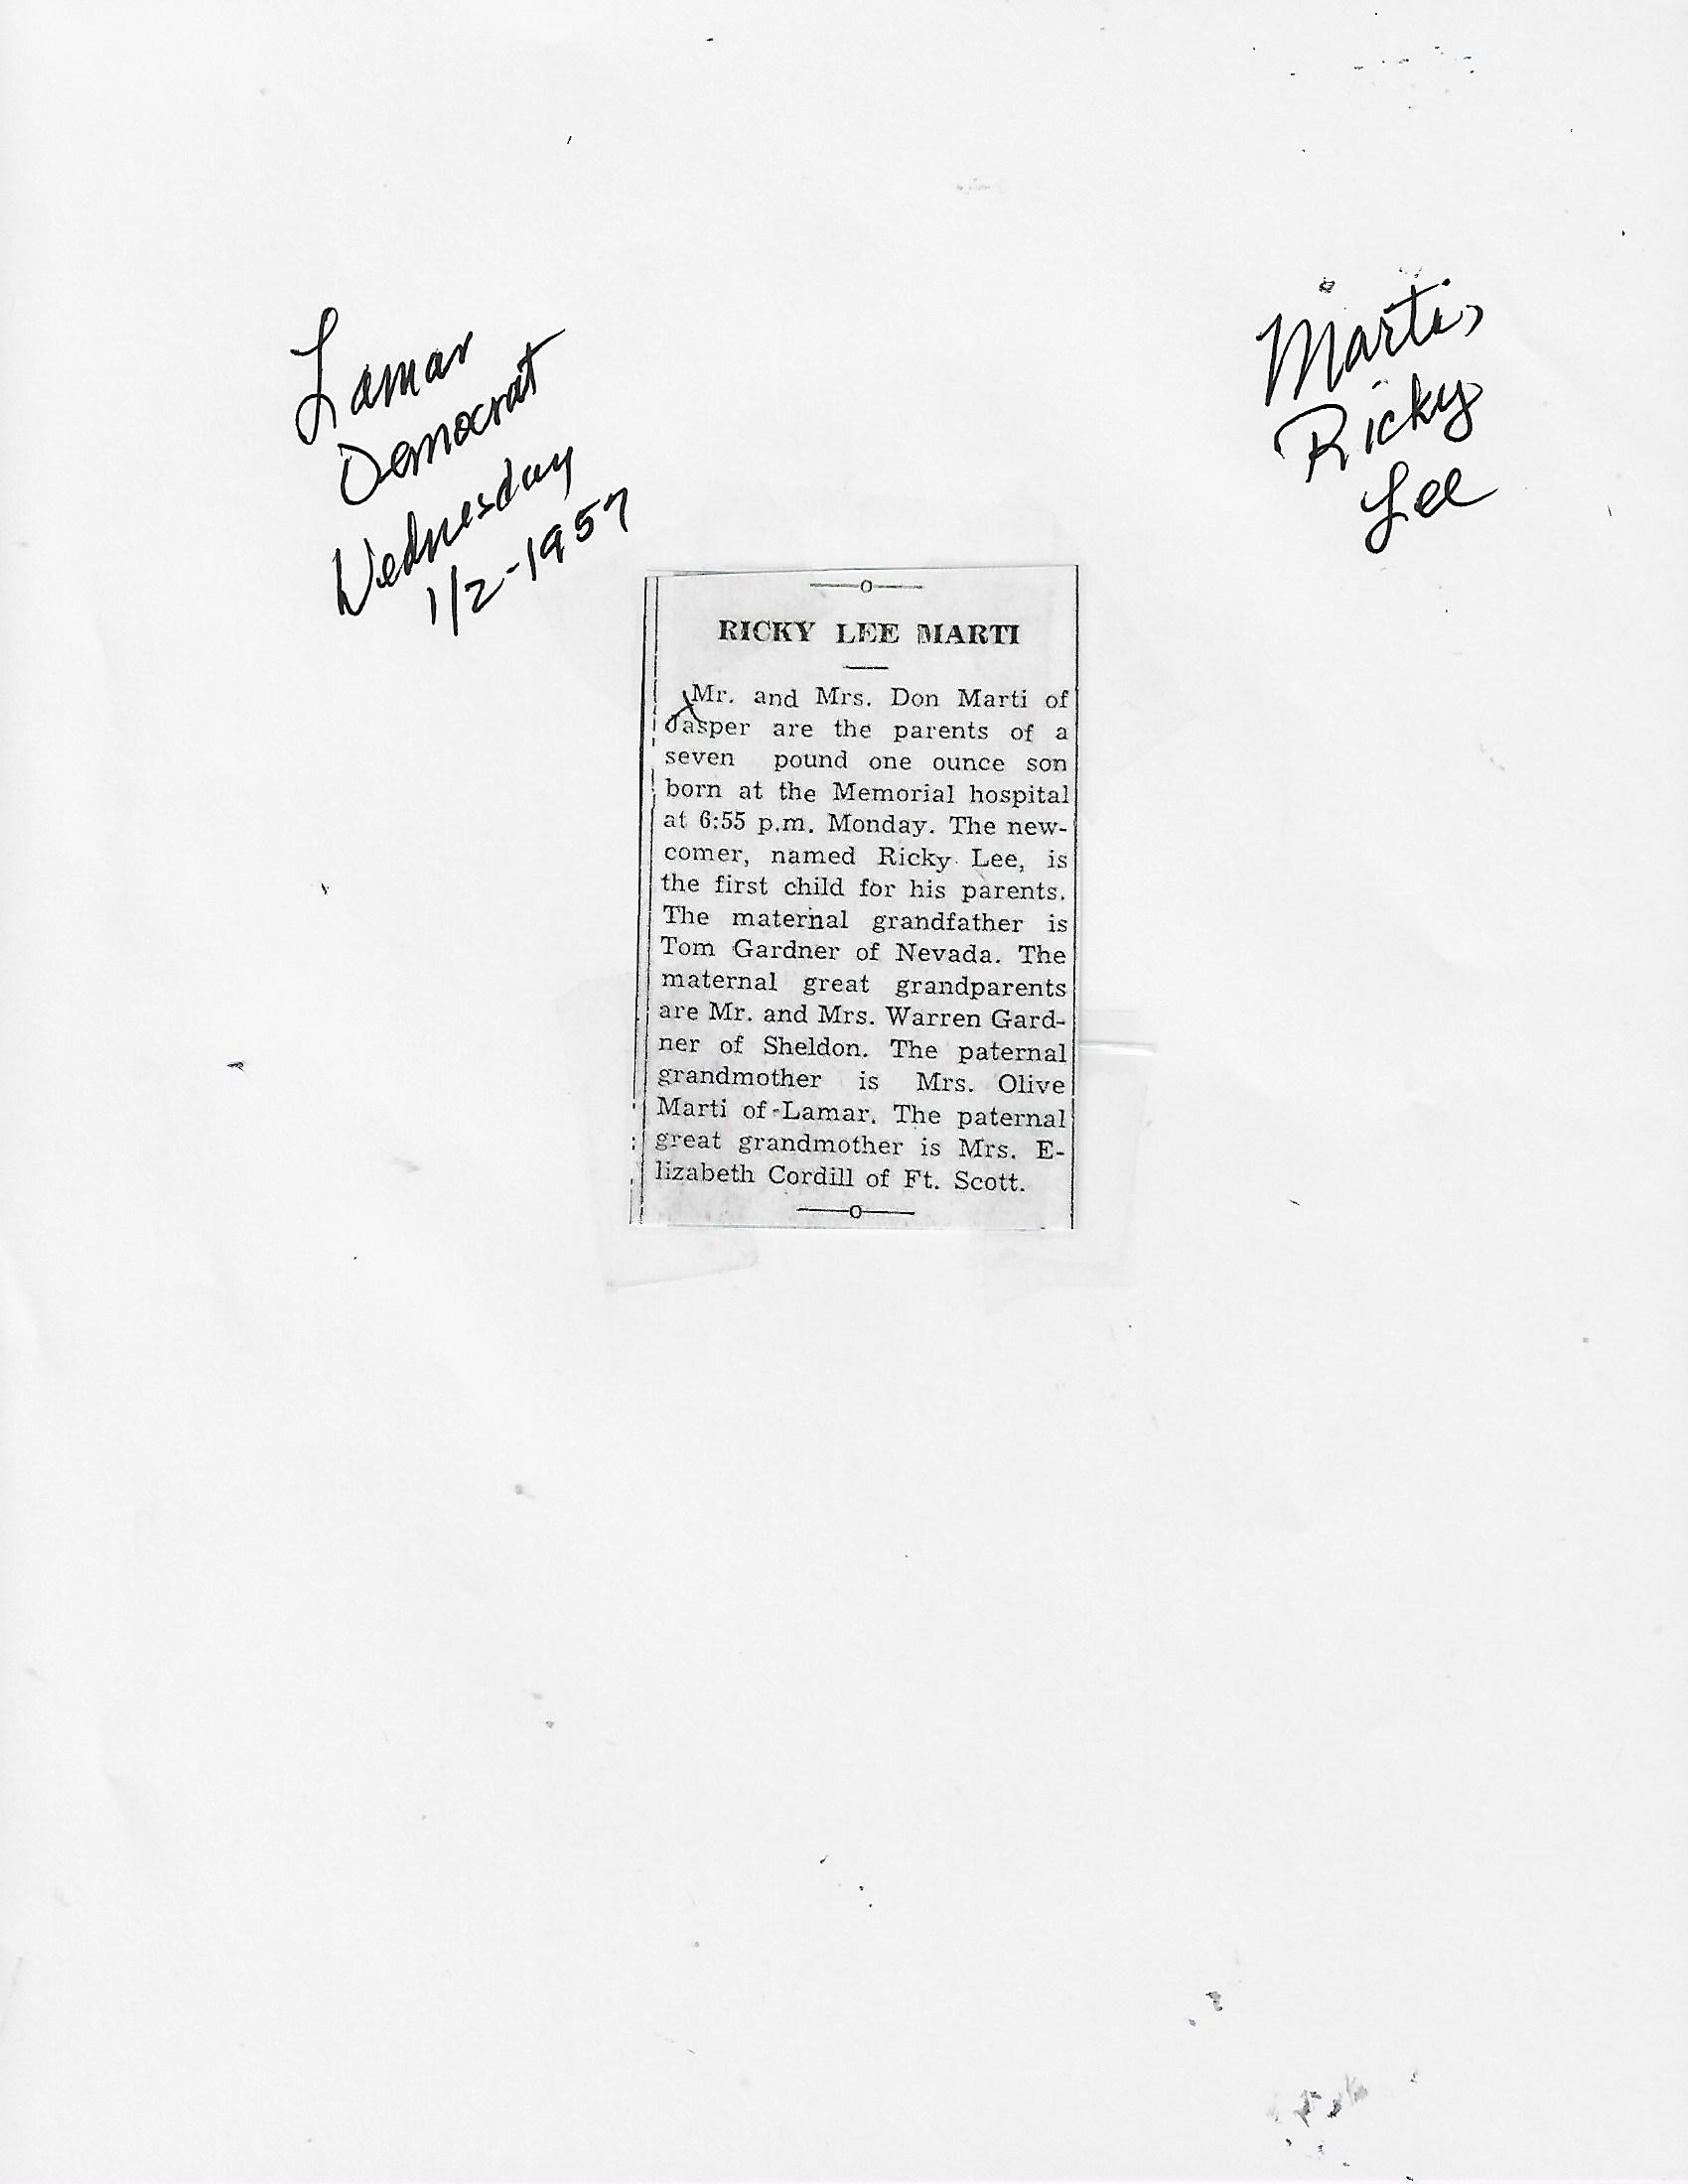 Lamar
Democrat
Wednesday
1/2-1957
Marti,
Ricky
Lee
RICKY LEE MARTI
Mr. and Mrs. Don Marti of
Jasper are the parents of a
seven pound one ounce son
born at the Memorial hospital
at 6:55 p.m. Monday. The new-
comer, named Ricky Lee, is
the first child for his parents.
The maternal grandfather is
Tom Gardner of Nevada. The
maternal great grandparents
are Mr. and Mrs. Warren Gard-
ner of Sheldon. The paternal
grandmother is Mrs. Olive
Marti of Lamar. The paternal
great grandmother is Mrs. E-
lizabeth Cordill of Ft. Scott.